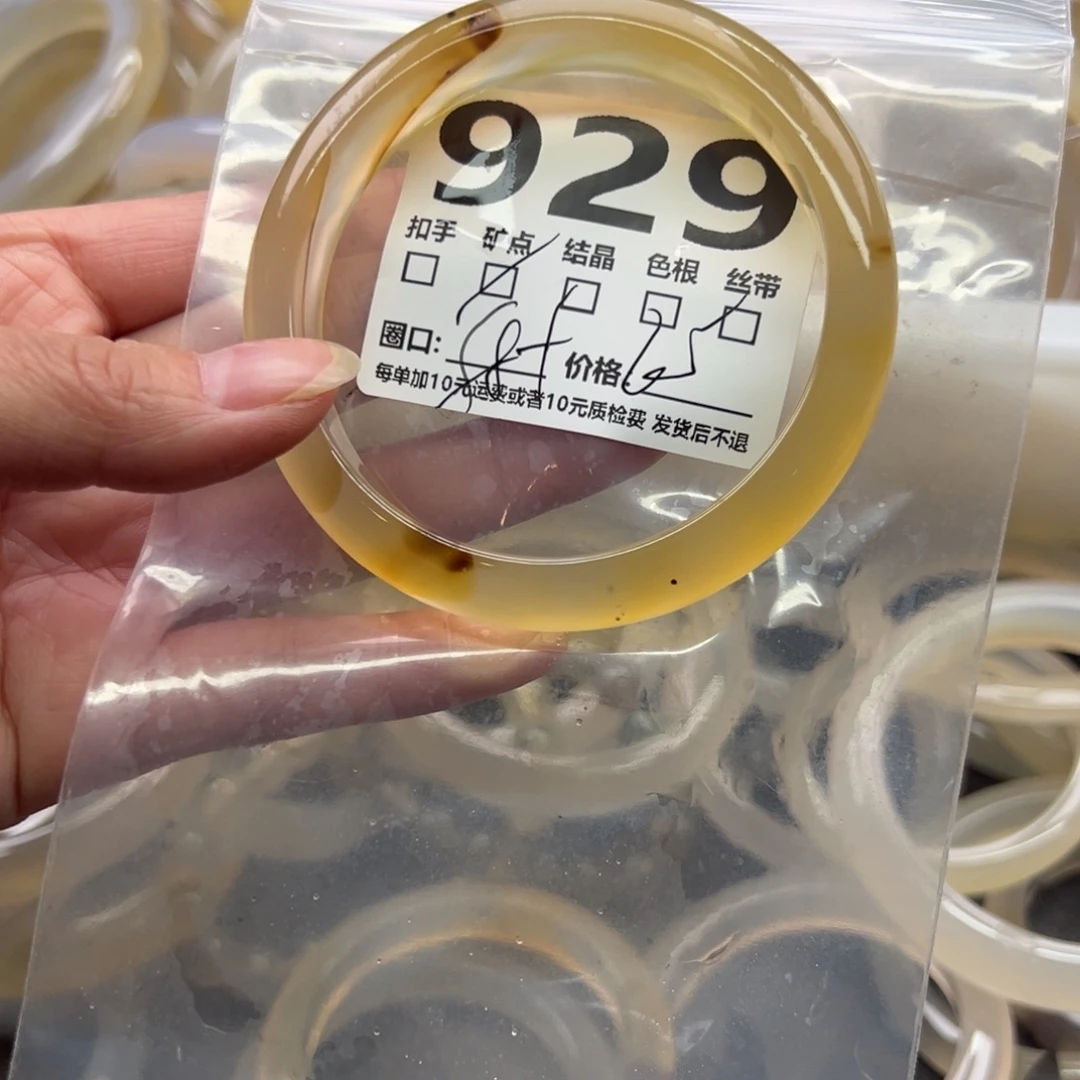 929
扣手 矿点 结晶 色根 丝带
□ □ □ □ □
圈口: 价格:
每单加10元运费或者10元质检费 发货后不退